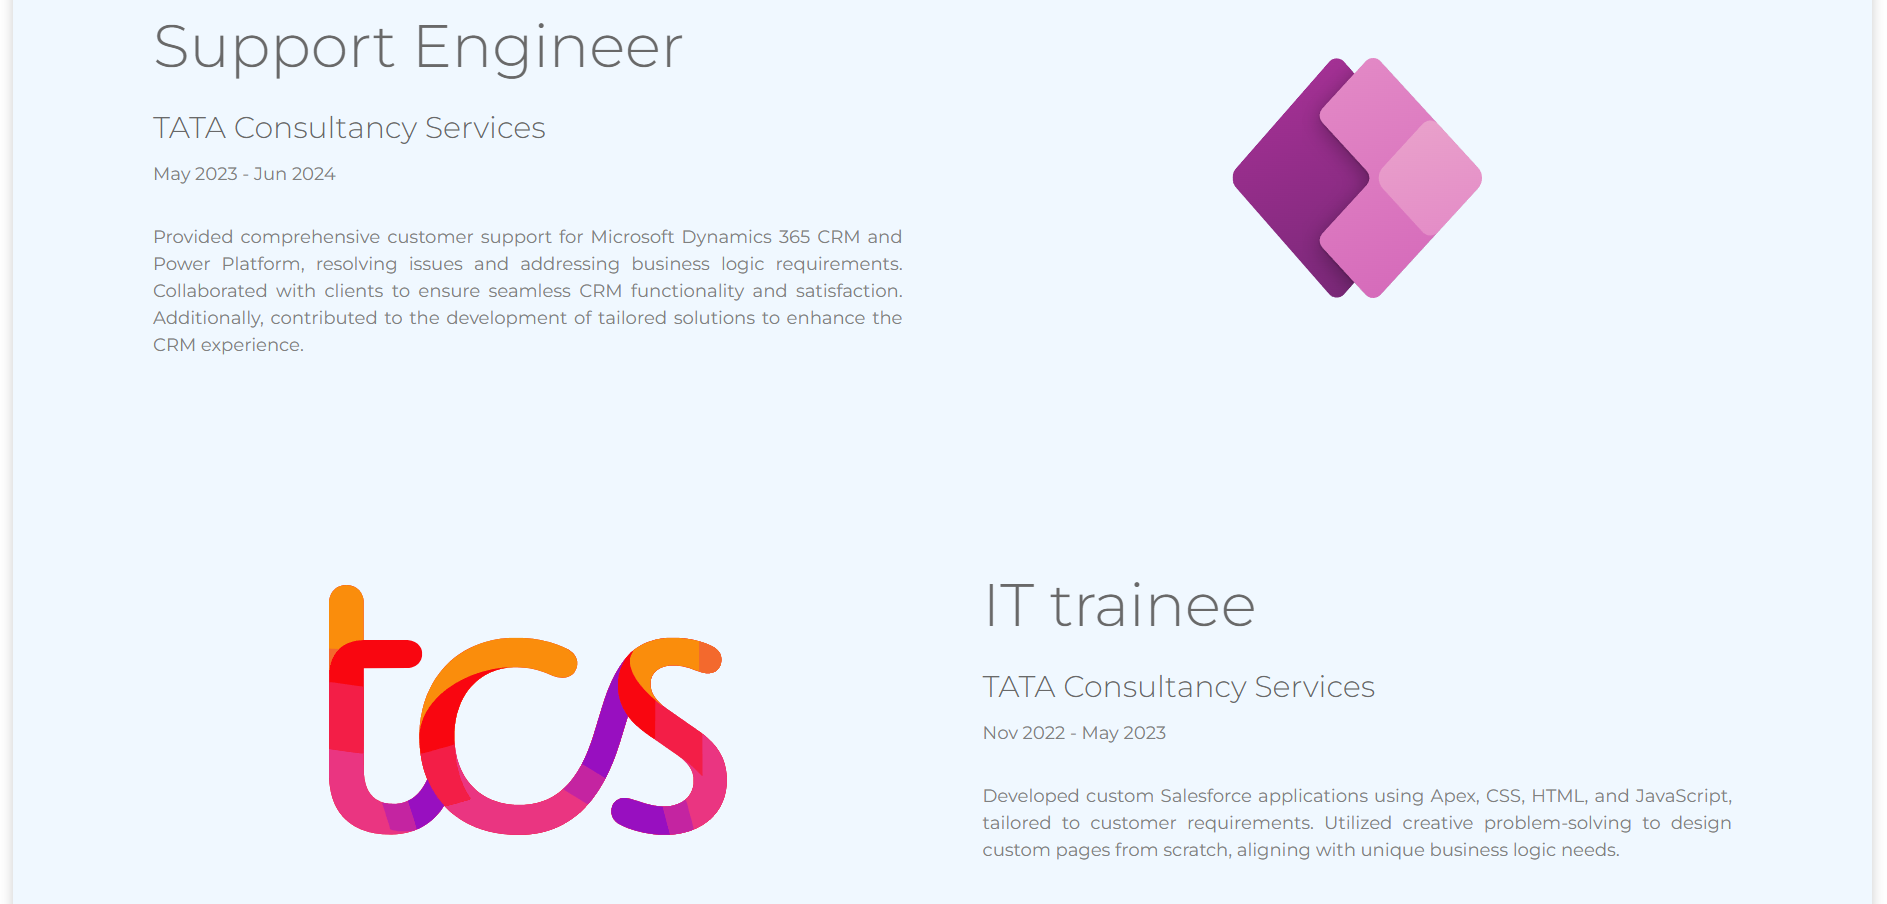 Support Engineer
TATA Consultancy Services
May 2023 - Jun 2024
Provided comprehensive customer support for Microsoft Dynamics 365 CRM and
Power Platform, resolving issues and addressing business logic requirements.
Collaborated with clients to ensure seamless CRM functionality and satisfaction.
Additionally, contributed to the development of tailored solutions to enhance the
CRM experience.
tcs
IT trainee
TATA Consultancy Services
Nov 2022 - May 2023
Developed custom Salesforce applications using Apex, CSS, HTML, and JavaScript,
tailored to customer requirements. Utilized creative problem-solving to design
custom pages from scratch, aligning with unique business logic needs.